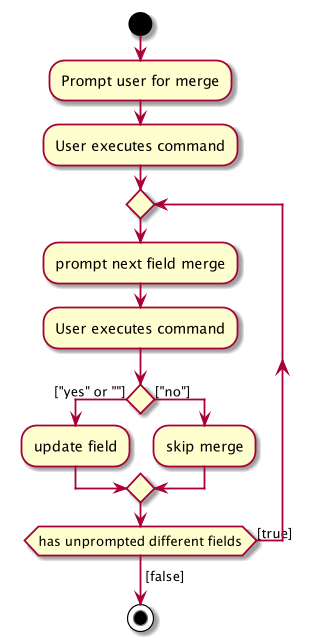 Prompt user for merge
User executes command
prompt next field merge
User executes command
["yes" or ""]
["no"]
update field
skip merge
has unprompted different fields
[true]
[false]